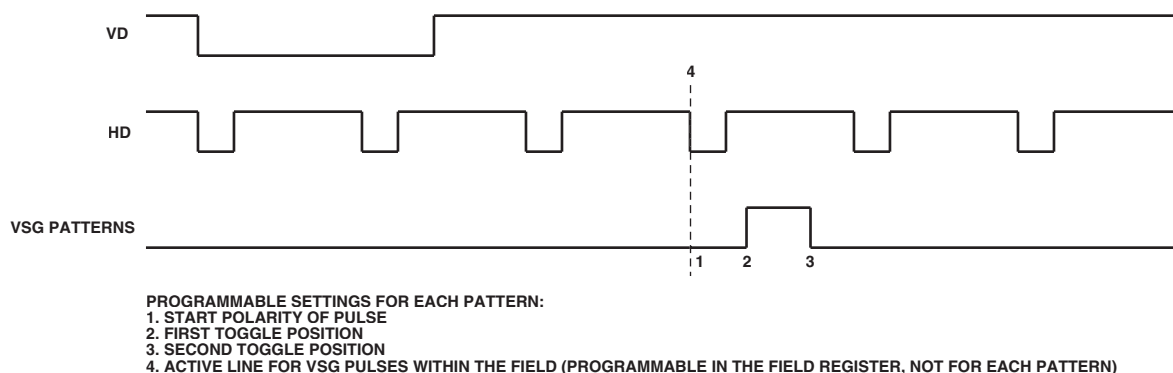 VD
4
HD
VSG PATTERNS
1 2 3
PROGRAMMABLE SETTINGS FOR EACH PATTERN:
1. START POLARITY OF PULSE
2. FIRST TOGGLE POSITION
3. SECOND TOGGLE POSITION
4. ACTIVE LINE FOR VSG PULSES WITHIN THE FIELD (PROGRAMMABLE IN THE FIELD REGISTER, NOT FOR EACH PATTERN)